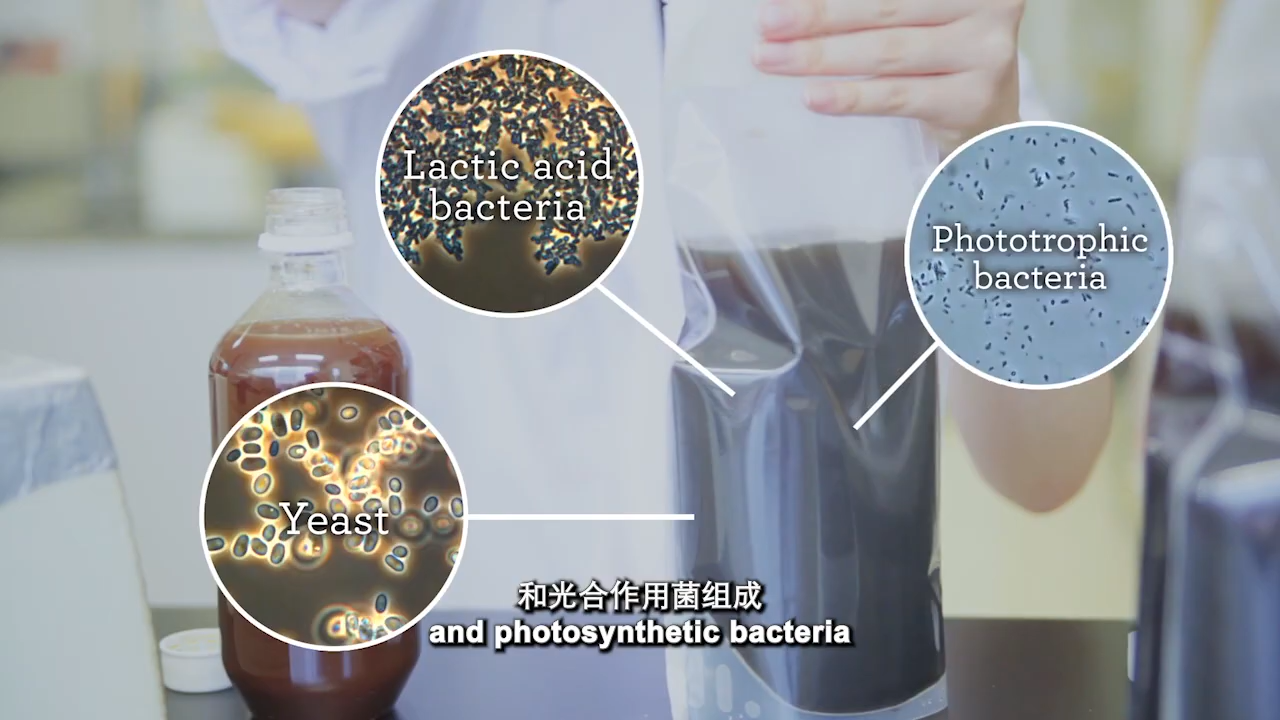 Lactic acid
bacteria
Phototrophic
bacteria
Yeast
和光合作用菌组成
and photosynthetic bacteria